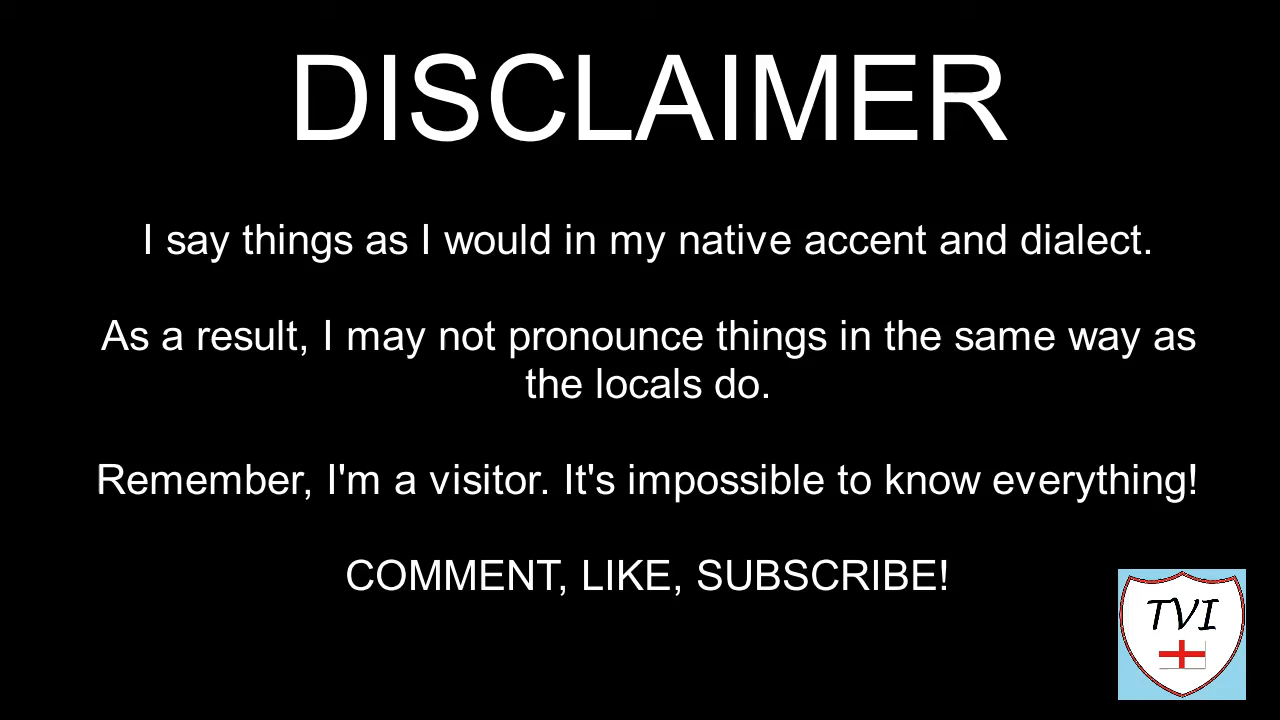 DISCLAIMER
I say things as I would in my native accent and dialect.
As a result, I may not pronounce things in the same way as
the locals do.
Remember, I'm a visitor. It's impossible to know everything!
COMMENT, LIKE, SUBSCRIBE!
TVI